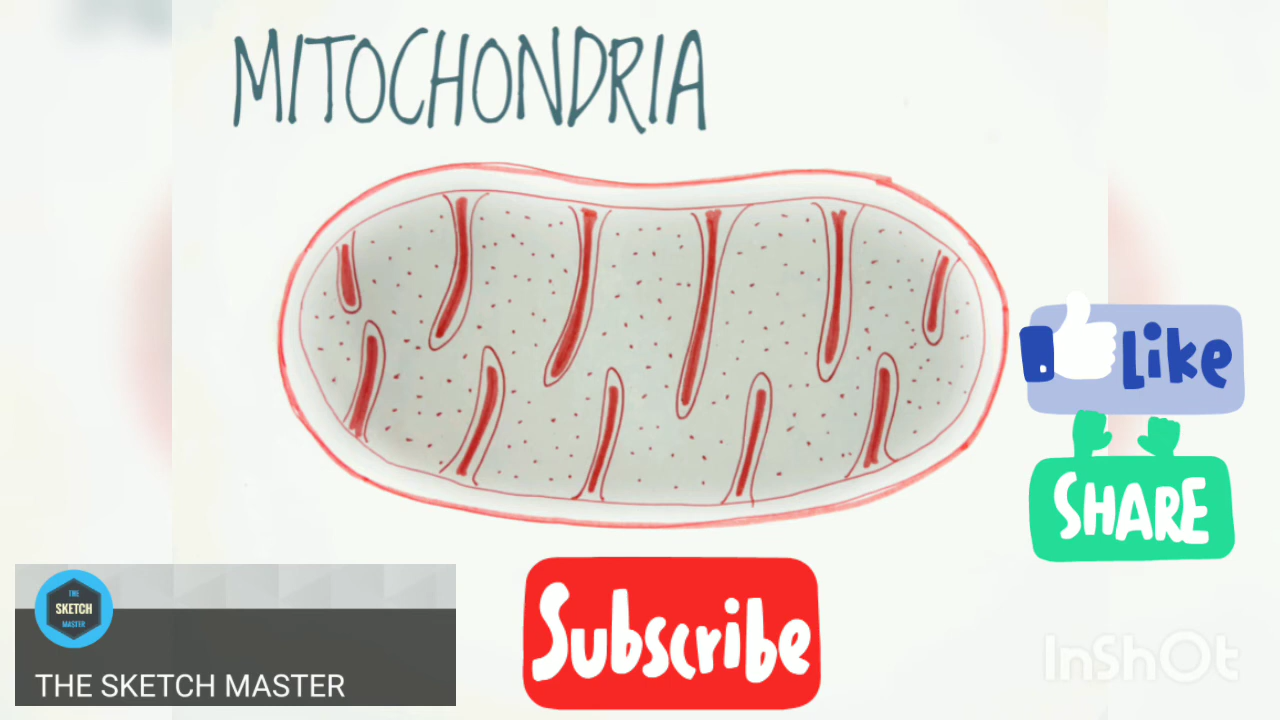 MITOCHONDRIA
Like
SHARE
THE
SKETCH
MASTER
THE SKETCH MASTER
Subscribe
InShOt